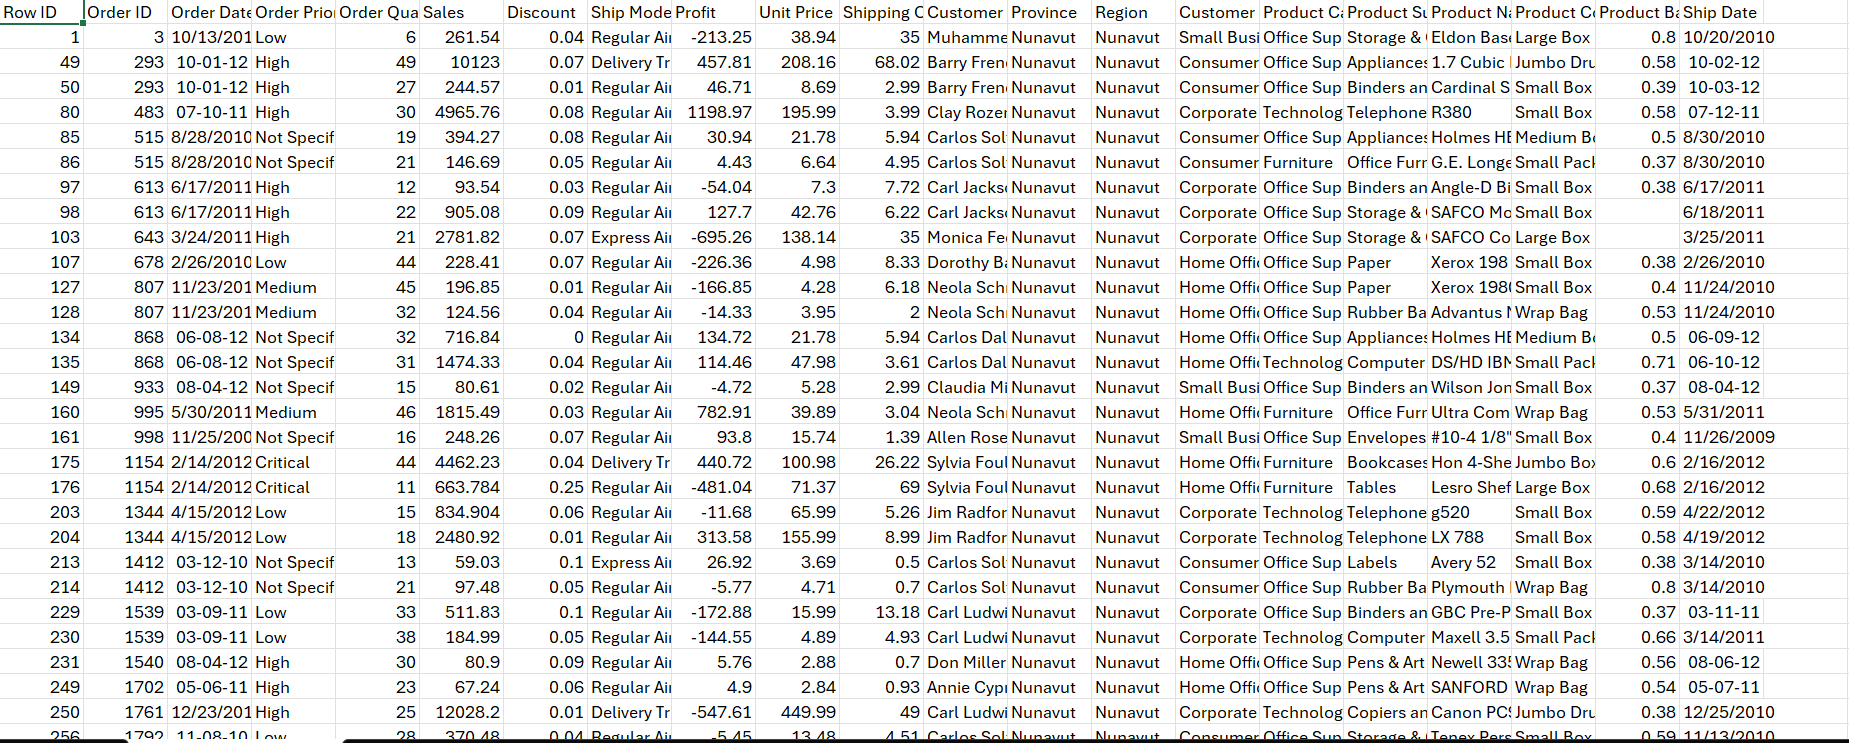 Row ID Order ID Order Date Order Prior Order Qua Sales Discount Ship Mode Profit Unit Price Shipping C Customer Province Region Customer Product Ca Product Su Product Na Product Co Product Ba Ship Date
1 3 10/13/201 Low 6 261.54 0.04 Regular Air -213.25 38.94 35 Muhamme Nunavut Nunavut Small Busi Office Sup Storage & Eldon Base Large Box 0.8 10/20/2010
49 293 10-01-12 High 49 10123 0.07 Delivery Tr 457.81 208.16 68.02 Barry Fren Nunavut Nunavut Consumer Office Sup Appliances 1.7 Cubic Jumbo Dru 0.58 10-02-12
50 293 10-01-12 High 27 244.57 0.01 Regular Air 46.71 8.69 2.99 Barry Fren Nunavut Nunavut Consumer Office Sup Binders an Cardinal S Small Box 0.39 10-03-12
80 483 07-10-11 High 30 4965.76 0.08 Regular Air 1198.97 195.99 3.99 Clay Rozen Nunavut Nunavut Corporate Technolog Telephone R380 Small Box 0.58 07-12-11
85 515 8/28/2010 Not Specif 19 394.27 0.08 Regular Air 30.94 21.78 5.94 Carlos Sol Nunavut Nunavut Consumer Office Sup Appliances Holmes HE Medium Bo 0.5 8/30/2010
86 515 8/28/2010 Not Specif 21 146.69 0.05 Regular Air 4.43 6.64 4.95 Carlos Sol Nunavut Nunavut Consumer Furniture Office Furr G.E. Longe Small Pack 0.37 8/30/2010
97 613 6/17/2011 High 12 93.54 0.03 Regular Air -54.04 7.3 7.72 Carl Jackso Nunavut Nunavut Corporate Office Sup Binders an Angle-D Bi Small Box 0.38 6/17/2011
98 613 6/17/2011 High 22 905.08 0.09 Regular Air 127.7 42.76 6.22 Carl Jackso Nunavut Nunavut Corporate Office Sup Storage & SAFCO Mo Small Box 6/18/2011
103 643 3/24/2011 High 21 2781.82 0.07 Express Air -695.26 138.14 35 Monica Fe Nunavut Nunavut Corporate Office Sup Storage & SAFCO Co Large Box 3/25/2011
107 678 2/26/2010 Low 44 228.41 0.07 Regular Air -226.36 4.98 8.33 Dorothy Ba Nunavut Nunavut Home Offi Office Sup Paper Xerox 198 Small Box 0.38 2/26/2010
127 807 11/23/201 Medium 45 196.85 0.01 Regular Air -166.85 4.28 6.18 Neola Sch Nunavut Nunavut Home Offi Office Sup Paper Xerox 1980 Small Box 0.4 11/24/2010
128 807 11/23/201 Medium 32 124.56 0.04 Regular Air -14.33 3.95 2 Neola Sch Nunavut Nunavut Home Offi Office Sup Rubber Ba Advantus Wrap Bag 0.53 11/24/2010
134 868 06-08-12 Not Specif 32 716.84 0 Regular Air 134.72 21.78 5.94 Carlos Dal Nunavut Nunavut Home Offi Office Sup Appliances Holmes HE Medium Bo 0.5 06-09-12
135 868 06-08-12 Not Specif 31 1474.33 0.04 Regular Air 114.46 47.98 3.61 Carlos Dal Nunavut Nunavut Home Offi Technolog Computer DS/HD IBM Small Pack 0.71 06-10-12
149 933 08-04-12 Not Specif 15 80.61 0.02 Regular Air -4.72 5.28 2.99 Claudia Mi Nunavut Nunavut Small Busi Office Sup Binders an Wilson Jon Small Box 0.37 08-04-12
160 995 5/30/2011 Medium 46 1815.49 0.03 Regular Air 782.91 39.89 3.04 Neola Sch Nunavut Nunavut Home Offi Furniture Office Furr Ultra Com Wrap Bag 0.53 5/31/2011
161 998 11/25/200 Not Specif 16 248.26 0.07 Regular Air 93.8 15.74 1.39 Allen Rose Nunavut Nunavut Small Busi Office Sup Envelopes #10-4 1/8" Small Box 0.4 11/26/2009
175 1154 2/14/2012 Critical 44 4462.23 0.04 Delivery Tr 440.72 100.98 26.22 Sylvia Foul Nunavut Nunavut Home Offi Furniture Bookcases Hon 4-She Jumbo Box 0.6 2/16/2012
176 1154 2/14/2012 Critical 11 663.784 0.25 Regular Air -481.04 71.37 69 Sylvia Foul Nunavut Nunavut Home Offi Furniture Tables Lesro Shef Large Box 0.68 2/16/2012
203 1344 4/15/2012 Low 15 834.904 0.06 Regular Air -11.68 65.99 5.26 Jim Radfor Nunavut Nunavut Corporate Technolog Telephone g520 Small Box 0.59 4/22/2012
204 1344 4/15/2012 Low 18 2480.92 0.01 Regular Air 313.58 155.99 8.99 Jim Radfor Nunavut Nunavut Corporate Technolog Telephone LX 788 Small Box 0.58 4/19/2012
213 1412 03-12-10 Not Specif 13 59.03 0.1 Express Air 26.92 3.69 0.5 Carlos Sol Nunavut Nunavut Consumer Office Sup Labels Avery 52 Small Box 0.38 3/14/2010
214 1412 03-12-10 Not Specif 21 97.48 0.05 Regular Air -5.77 4.71 0.7 Carlos Sol Nunavut Nunavut Consumer Office Sup Rubber Ba Plymouth Wrap Bag 0.8 3/14/2010
229 1539 03-09-11 Low 33 511.83 0.1 Regular Air -172.88 15.99 13.18 Carl Ludwi Nunavut Nunavut Corporate Office Sup Binders an GBC Pre-P Small Box 0.37 03-11-11
230 1539 03-09-11 Low 38 184.99 0.05 Regular Air -144.55 4.89 4.93 Carl Ludwi Nunavut Nunavut Corporate Technolog Computer Maxell 3.5 Small Pack 0.66 3/14/2011
231 1540 08-04-12 High 30 80.9 0.09 Regular Air 5.76 2.88 0.7 Don Miller Nunavut Nunavut Home Offi Office Sup Pens & Art Newell 335 Wrap Bag 0.56 08-06-12
249 1702 05-06-11 High 23 67.24 0.06 Regular Air 4.9 2.84 0.93 Annie Cypr Nunavut Nunavut Home Offi Office Sup Pens & Art SANFORD Wrap Bag 0.54 05-07-11
250 1761 12/23/201 High 25 12028.2 0.01 Delivery Tr -547.61 449.99 49 Carl Ludwi Nunavut Nunavut Corporate Technolog Copiers an Canon PC Jumbo Dru 0.38 12/25/2010
256 1792 11-08-10 Low 28 370.48 0.04 Regular Air -5.45 13.48 4.51 Carlos Sol Nunavut Nunavut Consumer Office Sup Storage & Tenex Pers Small Box 0.59 11/13/2010